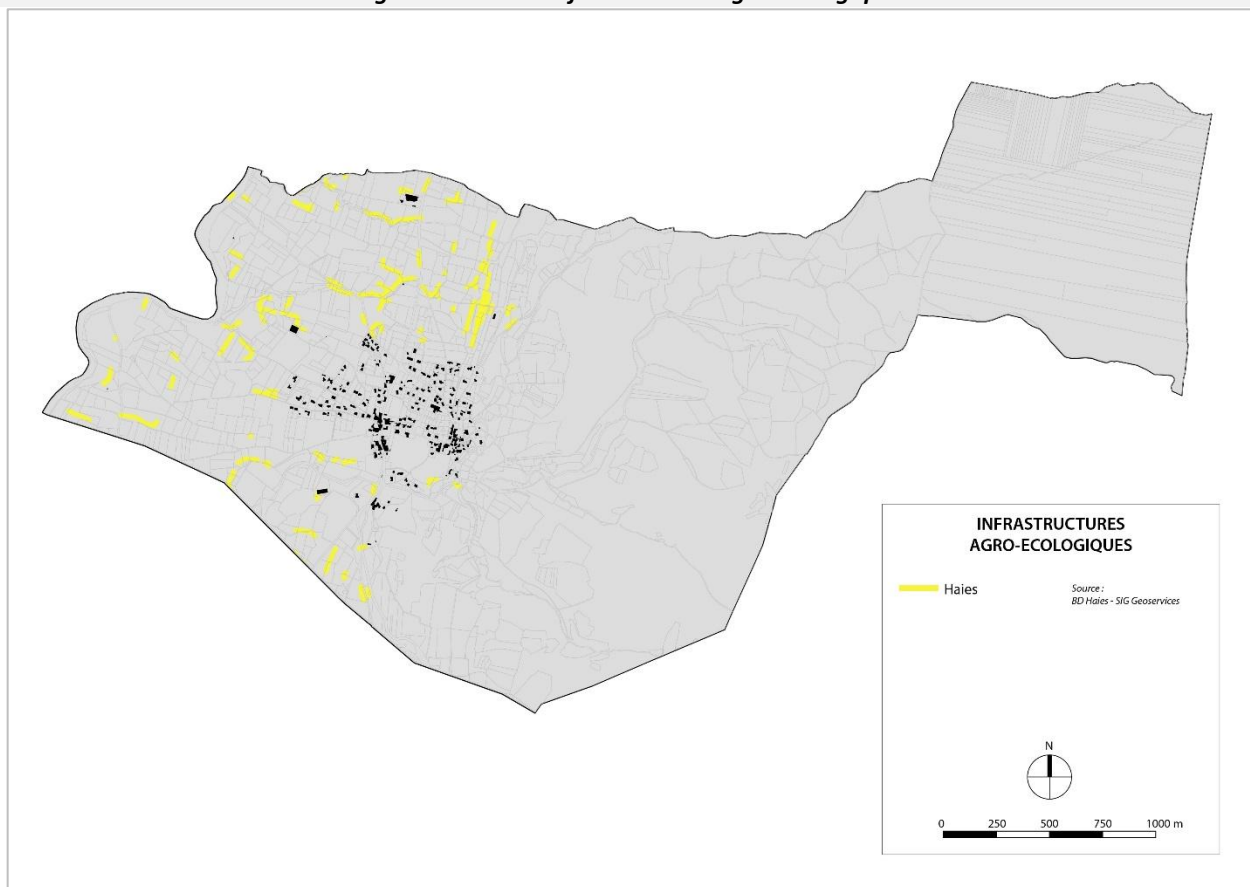 INFRASTRUCTURES
AGRO-ECOLOGIQUES
Haies
Source :
BD Haies - SIG Geoservices
N
0 250 500 750 1000 m